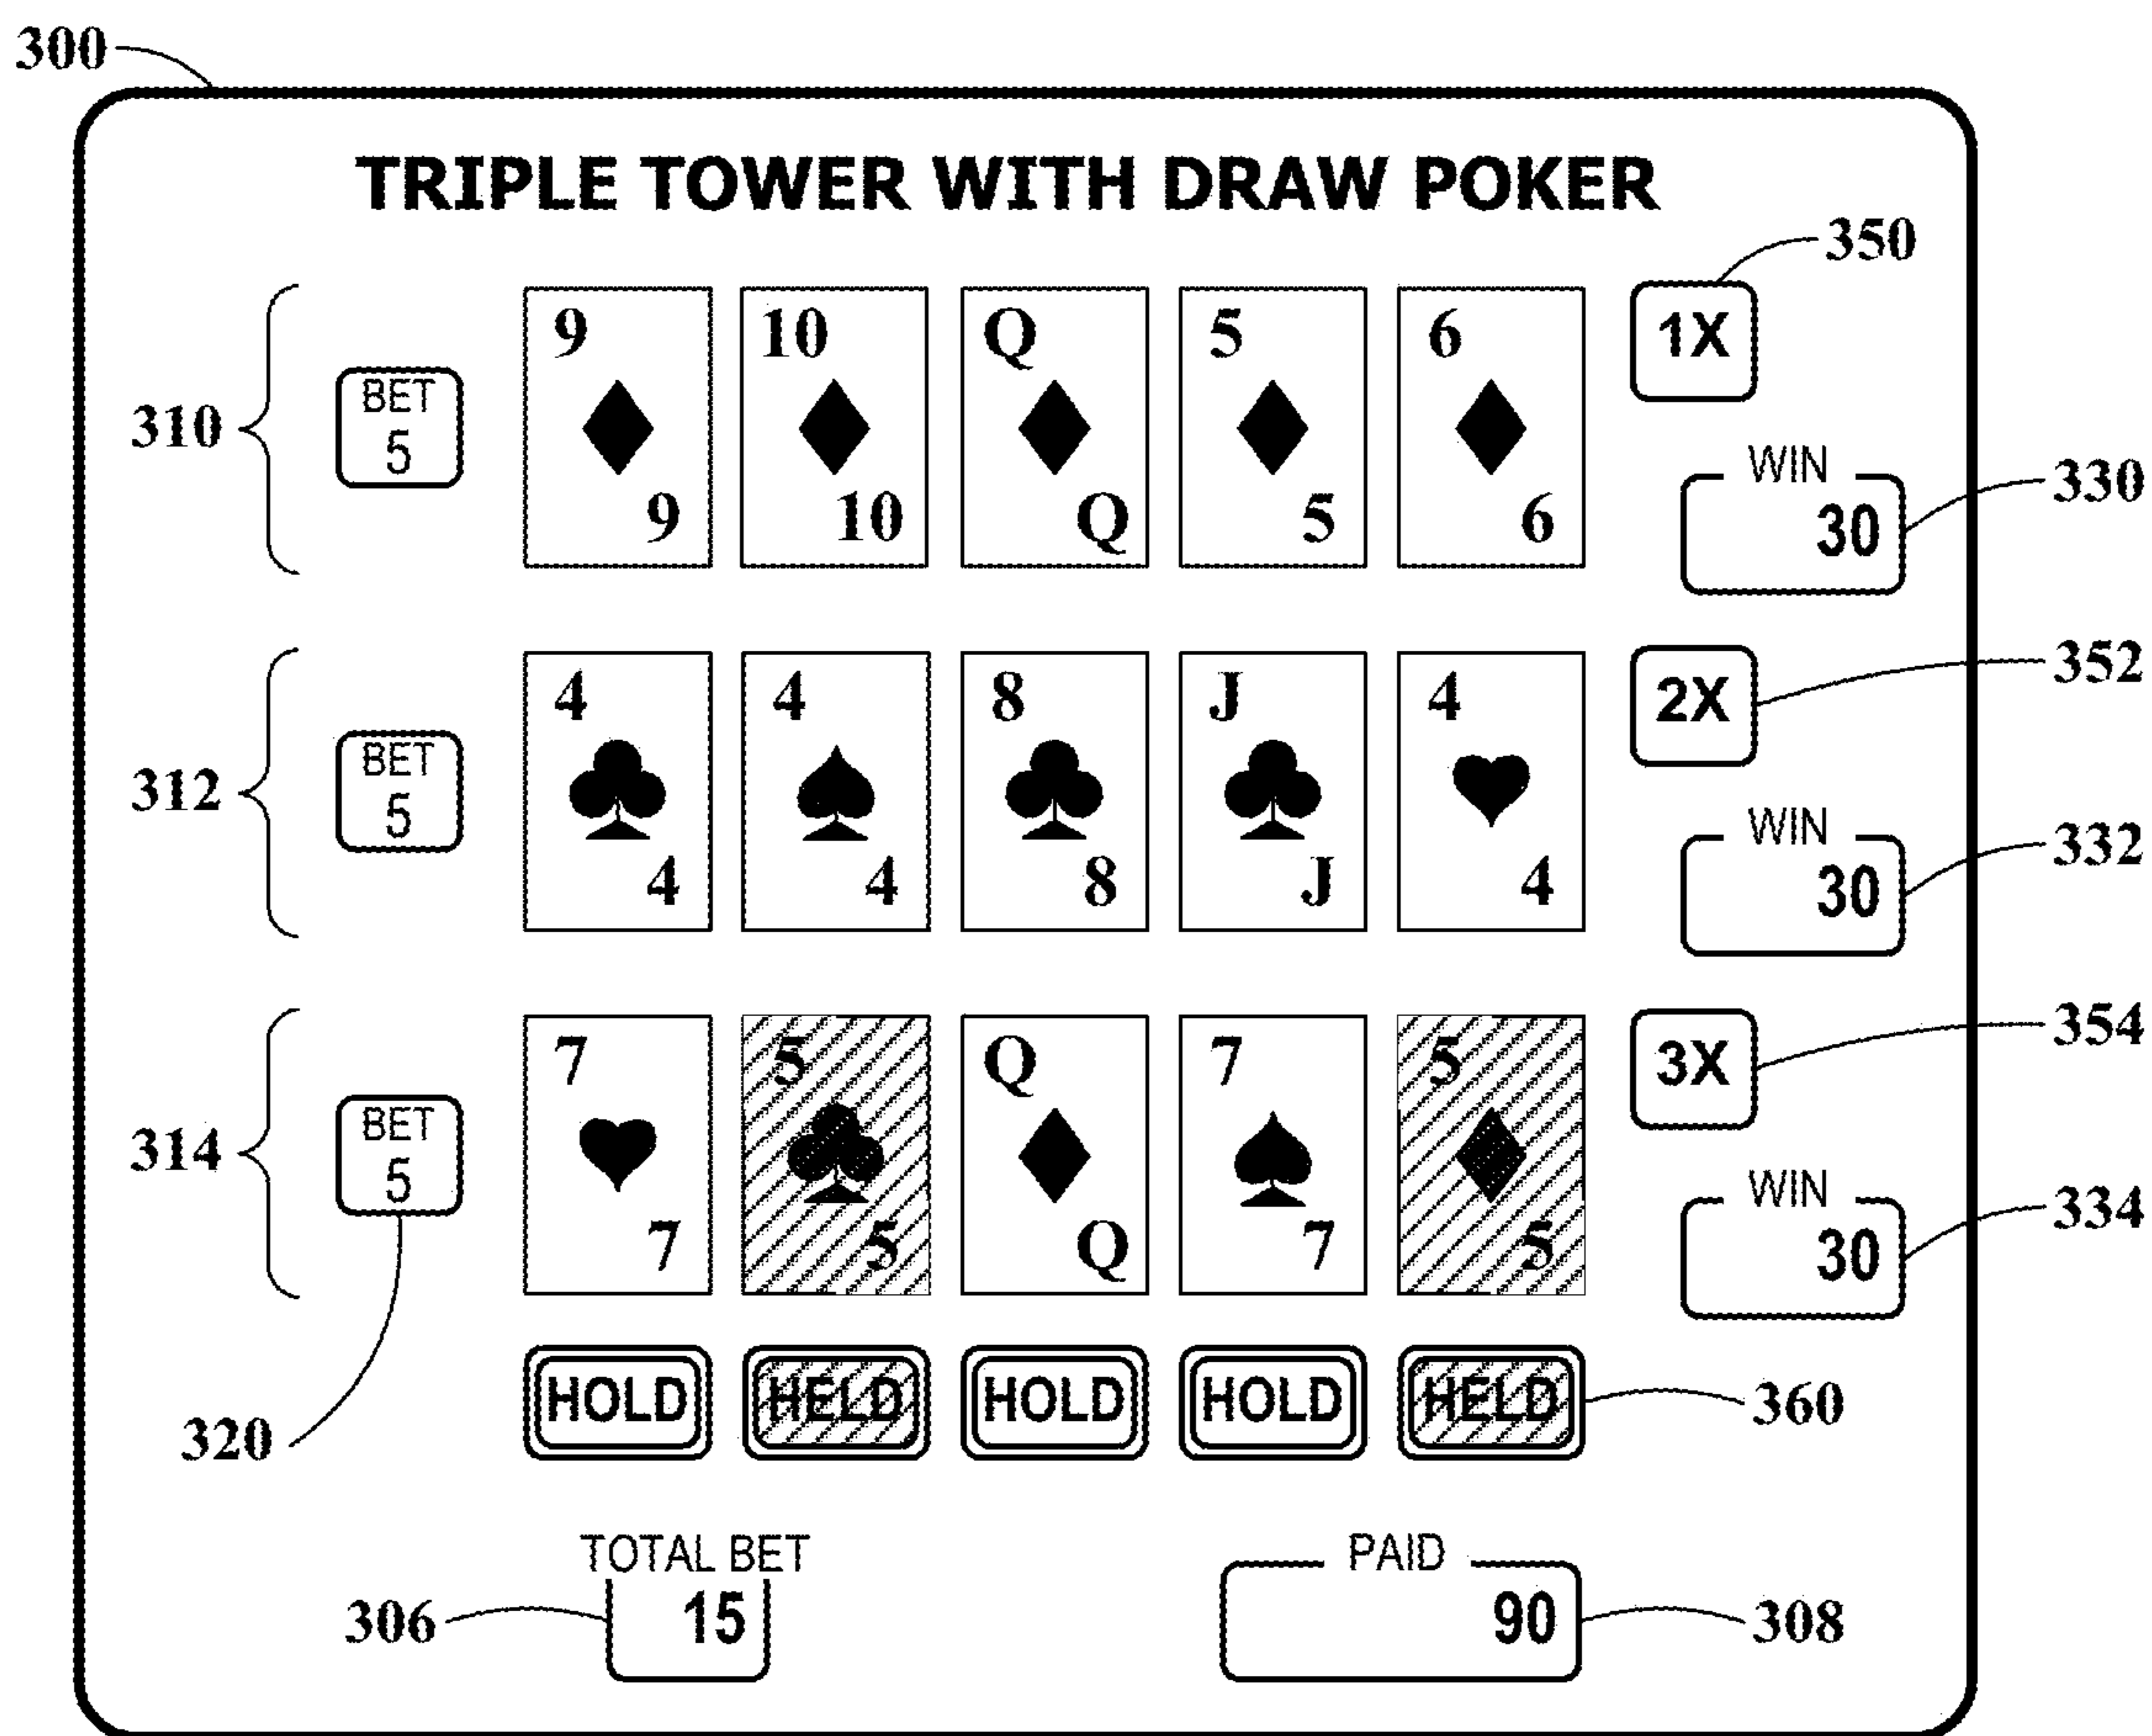 300
TRIPLE TOWER WITH DRAW POKER
350
9 10 Q 5 6 1X
310 BET 5
WIN 30 330
9 10 Q 5 6
352
4 4 8 J 4 2X
312 BET 5
WIN 30 332
4 4 8 J 4
354
7 5 Q 7 5 3X
314 BET 5
WIN 30 334
7 5 Q 7 5
HOLD HELD HOLD HOLD HELD 360
320
TOTAL BET PAID
306 15 90 308